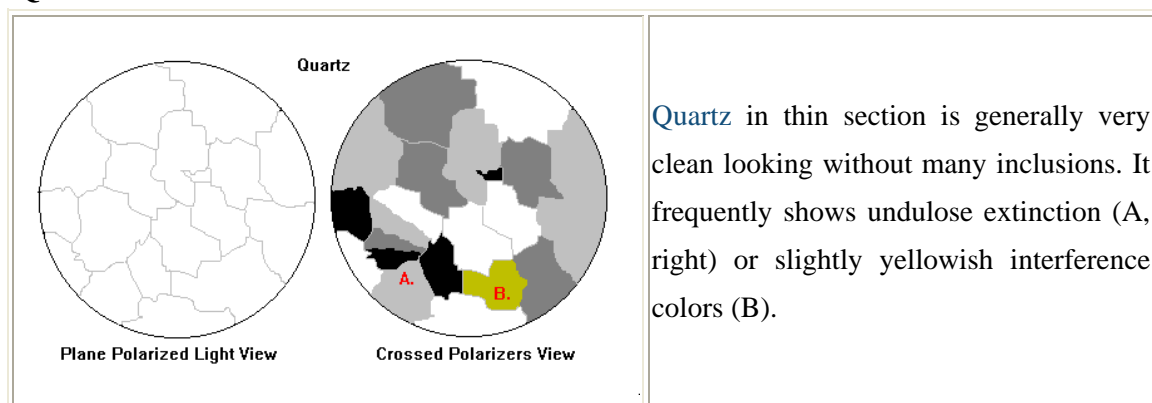 Quartz
A.
B.
Plane Polarized Light View
Crossed Polarizers View
Quartz in thin section is generally very
clean looking without many inclusions. It
frequently shows undulose extinction (A,
right) or slightly yellowish interference
colors (B).